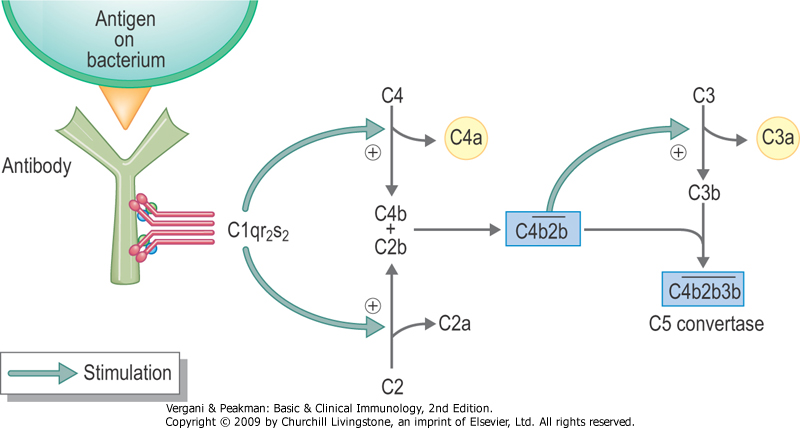 Antigen
on
bacterium
Antibody
C1qr₂s₂
C4
C4a
+
C4b
+
C2b
+
C2a
C2
C4b2b
C3
+
C3a
C3b
C4b2b3b
C5 convertase
Stimulation
Vergani & Peakman: Basic & Clinical Immunology, 2nd Edition.
Copyright © 2009 by Churchill Livingstone, an imprint of Elsevier, Ltd. All rights reserved.